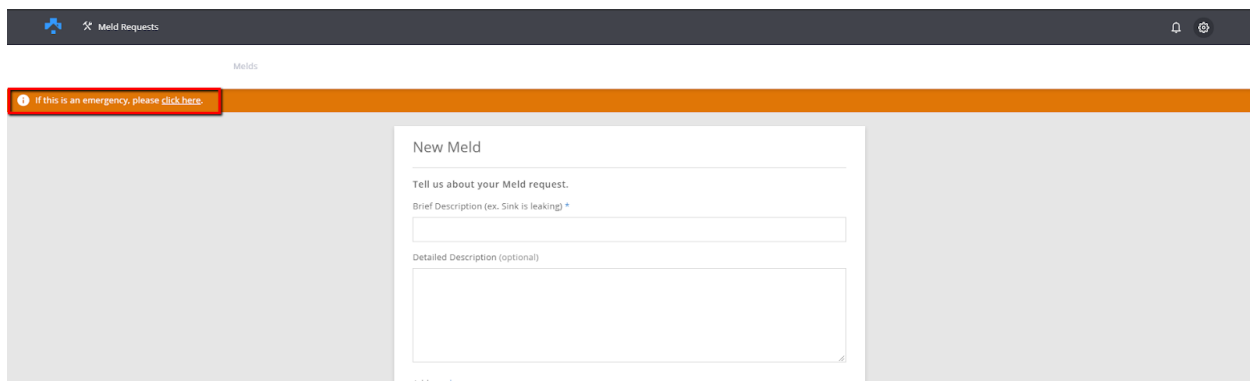 Meld Requests
Melds
If this is an emergency, please click here.
New Meld
Tell us about your Meld request.
Brief Description (ex. Sink is leaking) *
Detailed Description (optional)